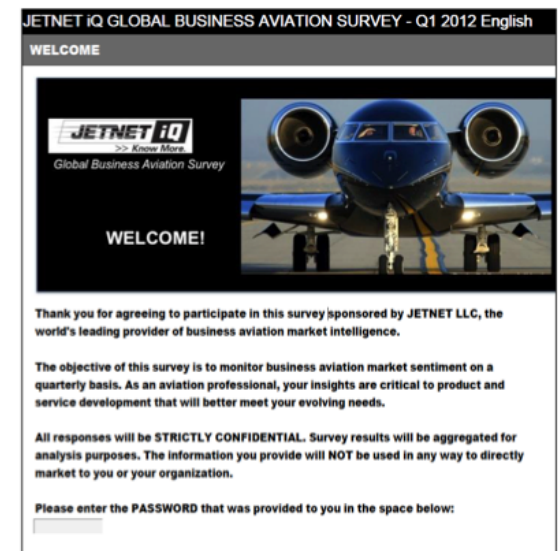 JETNET iQ GLOBAL BUSINESS AVIATION SURVEY - Q1 2012 English
WELCOME
JETNET iQ
>> Know More.
Global Business Aviation Survey
WELCOME!
Thank you for agreeing to participate in this survey sponsored by JETNET LLC, the
world's leading provider of business aviation market intelligence.
The objective of this survey is to monitor business aviation market sentiment on a
quarterly basis. As an aviation professional, your insights are critical to product and
service development that will better meet your evolving needs.
All responses will be STRICTLY CONFIDENTIAL. Survey results will be aggregated for
analysis purposes. The information you provide will NOT be used in any way to directly
market to you or your organization.
Please enter the PASSWORD that was provided to you in the space below: